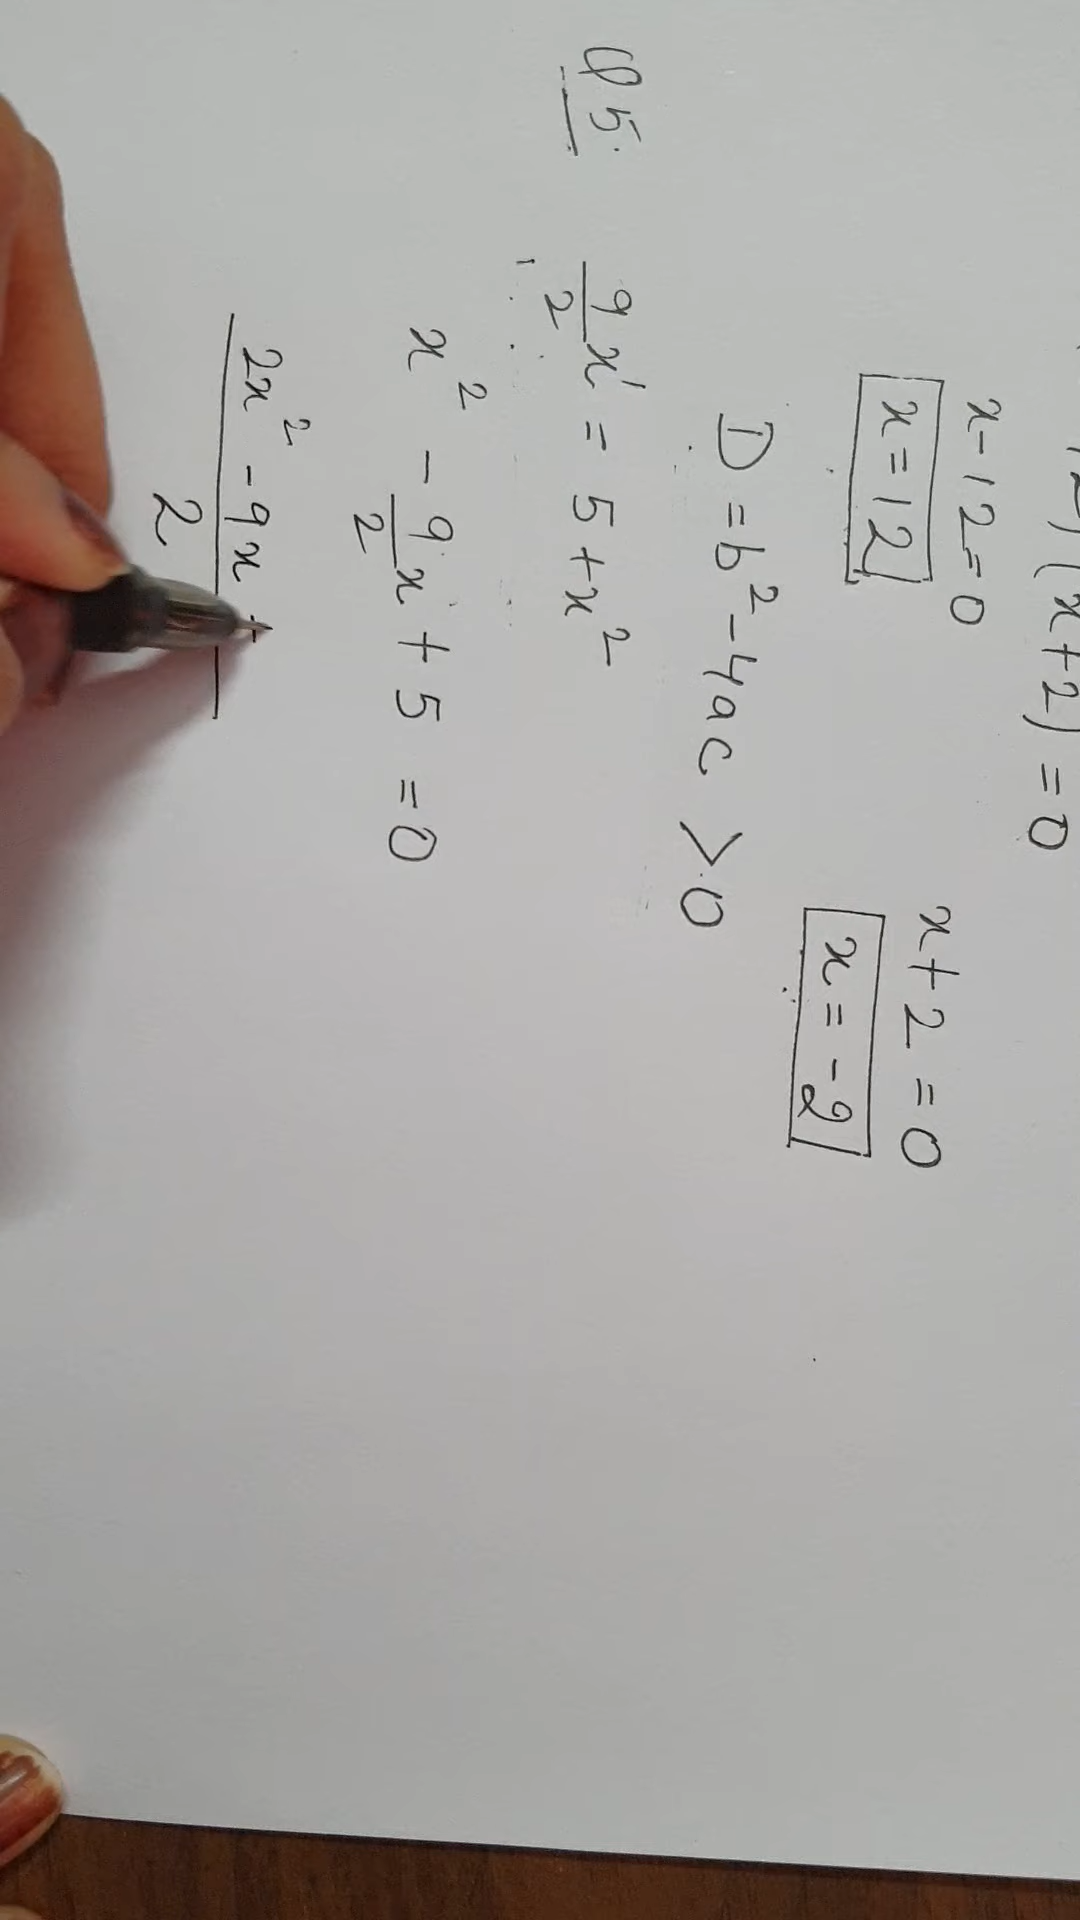 (x+2) = 0
x-12=0 x+2=0
x=12 x=-2
D=b²-4ac >0
Q5 9/2 x = 5+x²
x² - 9/2 x + 5 = 0
2x² -9x +
2